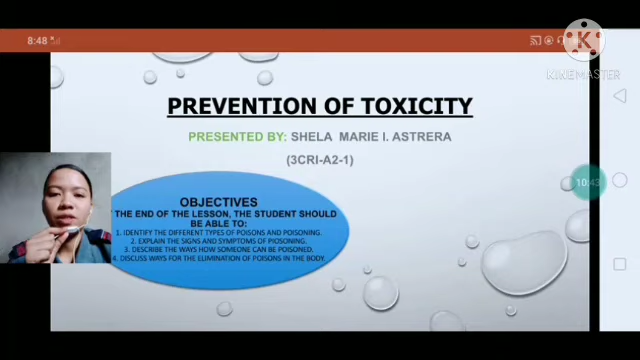 8:48
KINEMASTER
PREVENTION OF TOXICITY
PRESENTED BY: SHELA MARIE I. ASTRERA
(3CRI-A2-1)
10:43
OBJECTIVES
THE END OF THE LESSON, THE STUDENT SHOULD
BE ABLE TO:
1. IDENTIFY THE DIFFERENT TYPES OF POISONS AND POISONING.
2. EXPLAIN THE SIGNS AND SYMPTOMS OF PIOSONING.
3. DESCRIBE THE WAYS HOW SOMEONE CAN BE POISONED.
4. DISCUSS WAYS FOR THE ELIMINATION OF POISONS IN THE BODY.